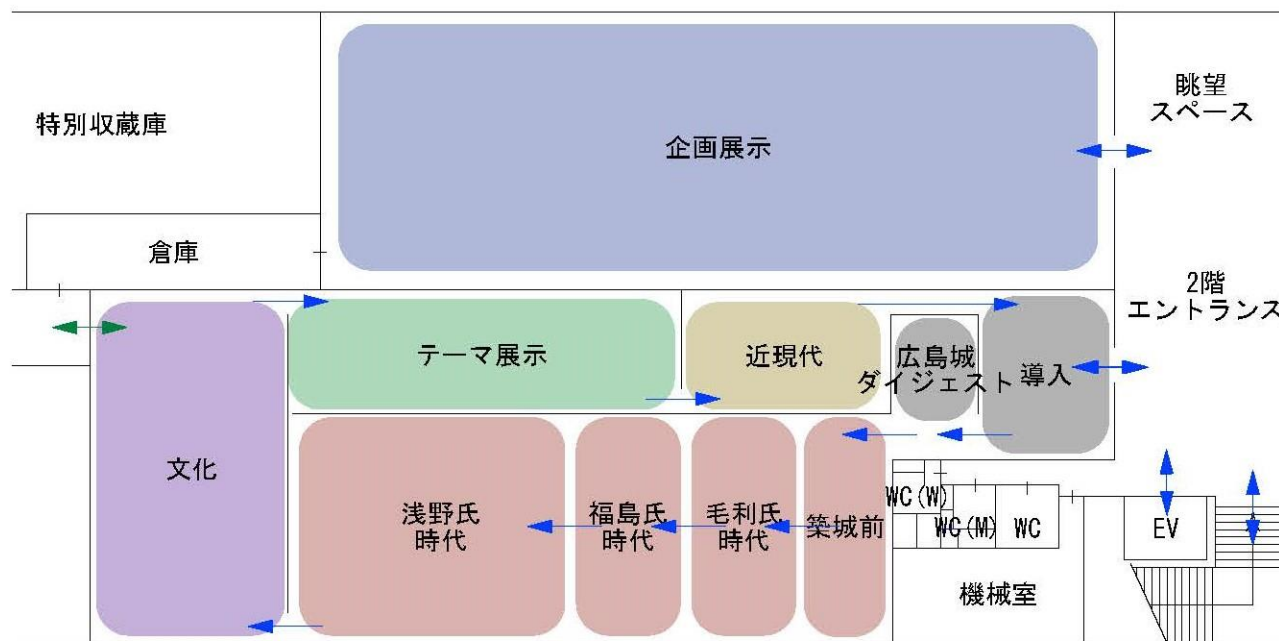 特別収蔵庫
企画展示
眺望
スペース
倉庫
2階
エントランス
テーマ展示
近現代
広島城
ダイジェスト
導入
文化
浅野氏
時代
福島氏
時代
毛利氏
時代
築城前
WC(W)
WC(M)
WC
EV
機械室